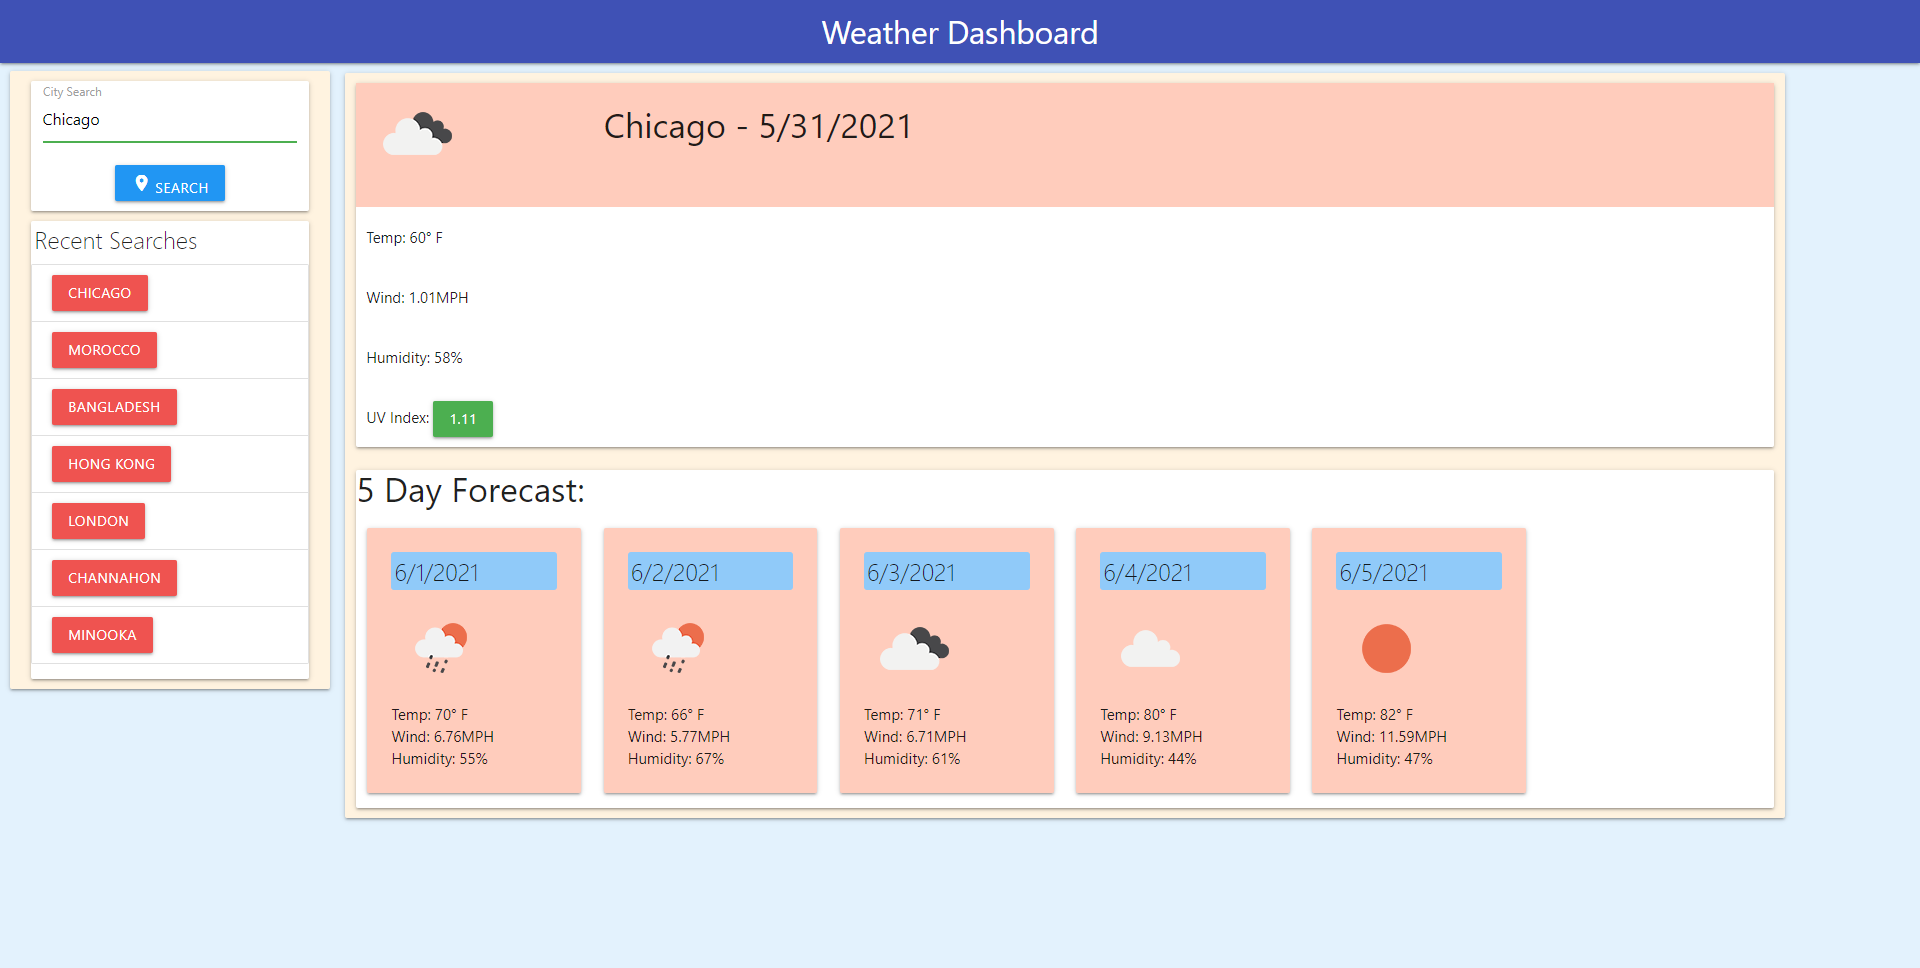 Weather Dashboard
City Search
Chicago
SEARCH
Recent Searches
CHICAGO
MOROCCO
BANGLADESH
HONG KONG
LONDON
CHANNAHON
MINOOKA
Chicago - 5/31/2021
Temp: 60° F
Wind: 1.01MPH
Humidity: 58%
UV Index: 1.11
5 Day Forecast:
6/1/2021
Temp: 70° F
Wind: 6.76MPH
Humidity: 55%
6/2/2021
Temp: 66° F
Wind: 5.77MPH
Humidity: 67%
6/3/2021
Temp: 71° F
Wind: 6.71MPH
Humidity: 61%
6/4/2021
Temp: 80° F
Wind: 9.13MPH
Humidity: 44%
6/5/2021
Temp: 82° F
Wind: 11.59MPH
Humidity: 47%